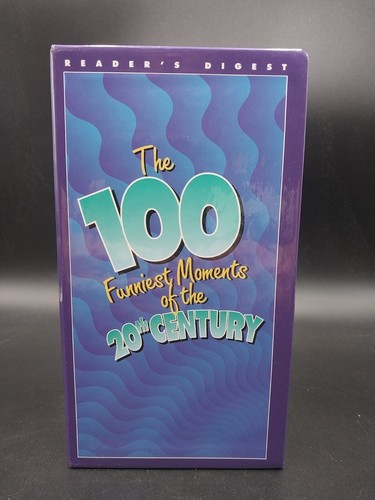 READER'S DIGEST
The
100
Funniest Moments
of the
20th CENTURY